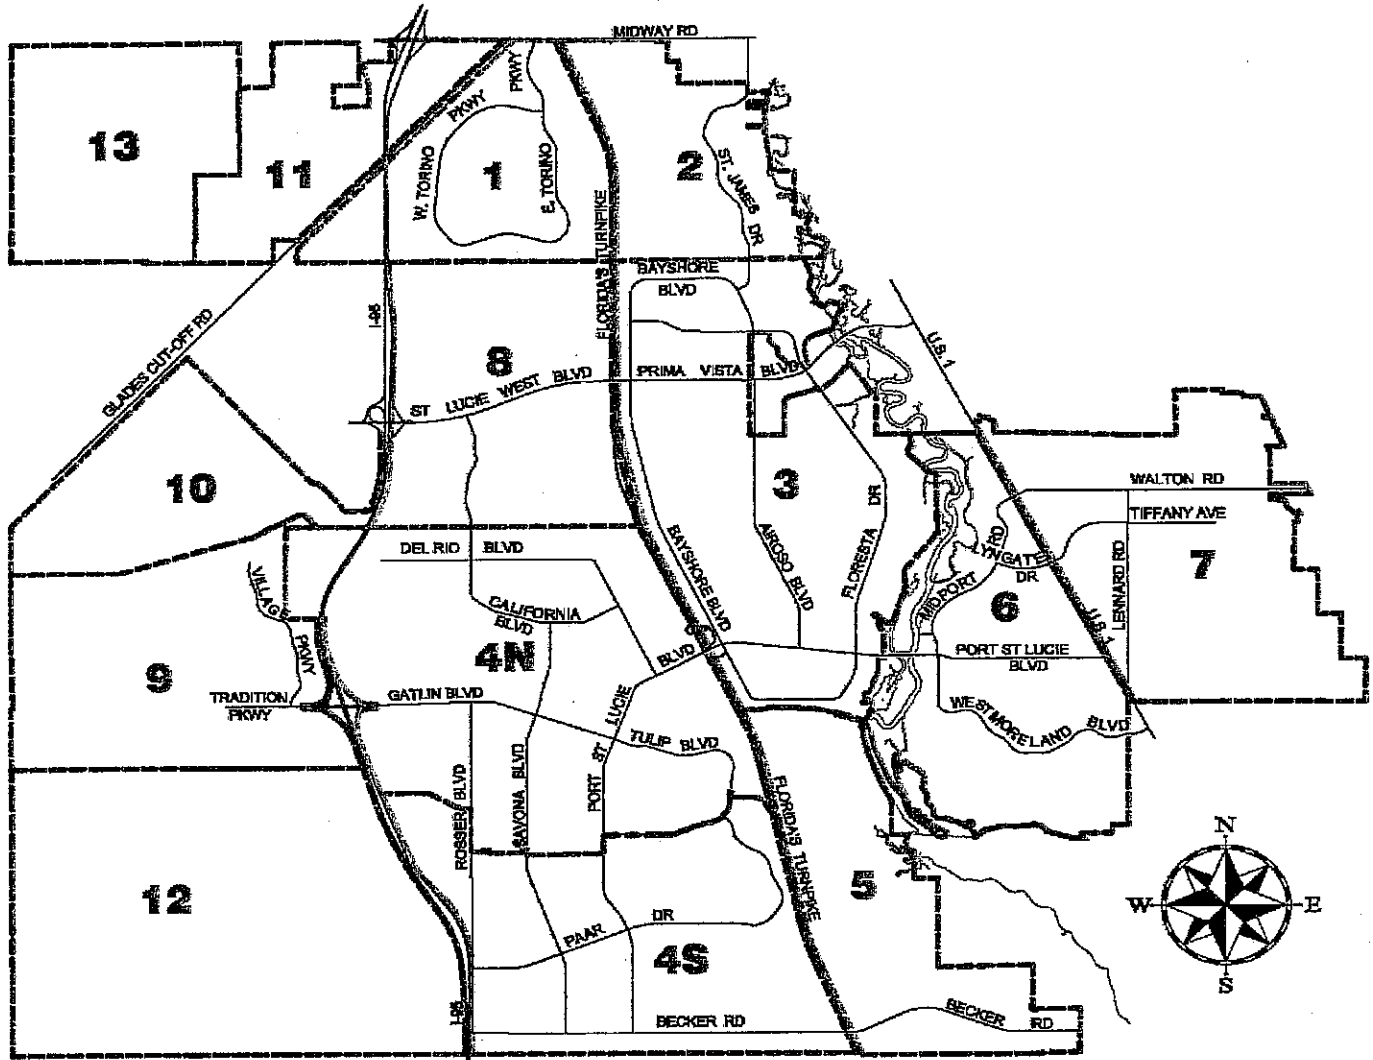 MIDWAY RD
13
11
W. TORINO
PKWY
PKWY
1
E. TORINO
FLORIDA'S TURNPIKE
2
ST. JAMES DR
BAYSHORE
BLVD
I-95
GLADES CUT-OFF RD
8
ST LUCIE WEST BLVD
PRIMA VISTA BLVD
U.S. 1
10
3
WALTON RD
TIFFANY AVE
DEL RIO BLVD
BAYSHORE BLVD
AIROSO BLVD
FLORESTA DR
LYNGATE
DR
MIDPORT RD
LENNARD RD
7
VILLAGE
PKWY
CALIFORNIA
BLVD
6
U.S. 1
4N
PORT ST LUCIE
BLVD
9
TRADITION
PKWY
GATLIN BLVD
PORT ST LUCIE BLVD
TULIP BLVD
WESTMORELAND BLVD
ROSSER BLVD
SAVONA BLVD
FLORIDA'S TURNPIKE
5
12
PAAR DR
4S
N
W
E
S
I-95
BECKER RD
BECKER RD